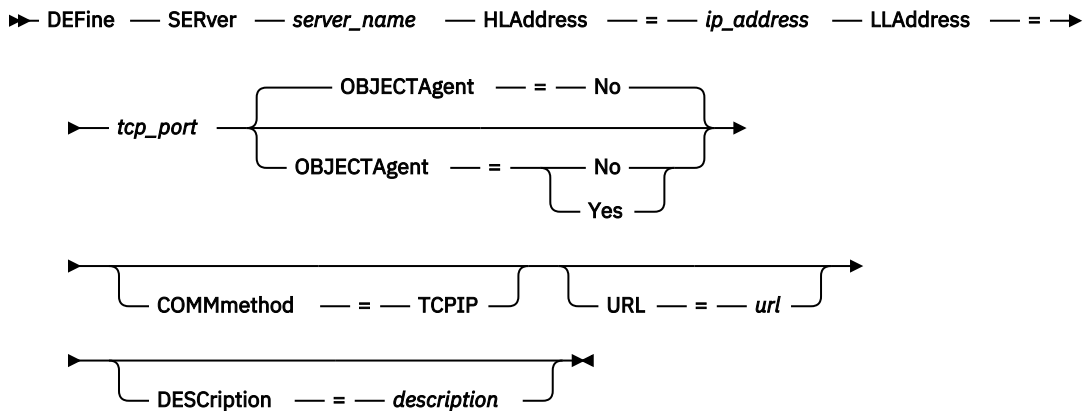 DEFine SERver server_name HLAddress = ip_address LLAddress =
OBJECTAgent = No
tcp_port
OBJECTAgent = No
Yes
COMMmethod = TCPIP URL = url
DESCription = description